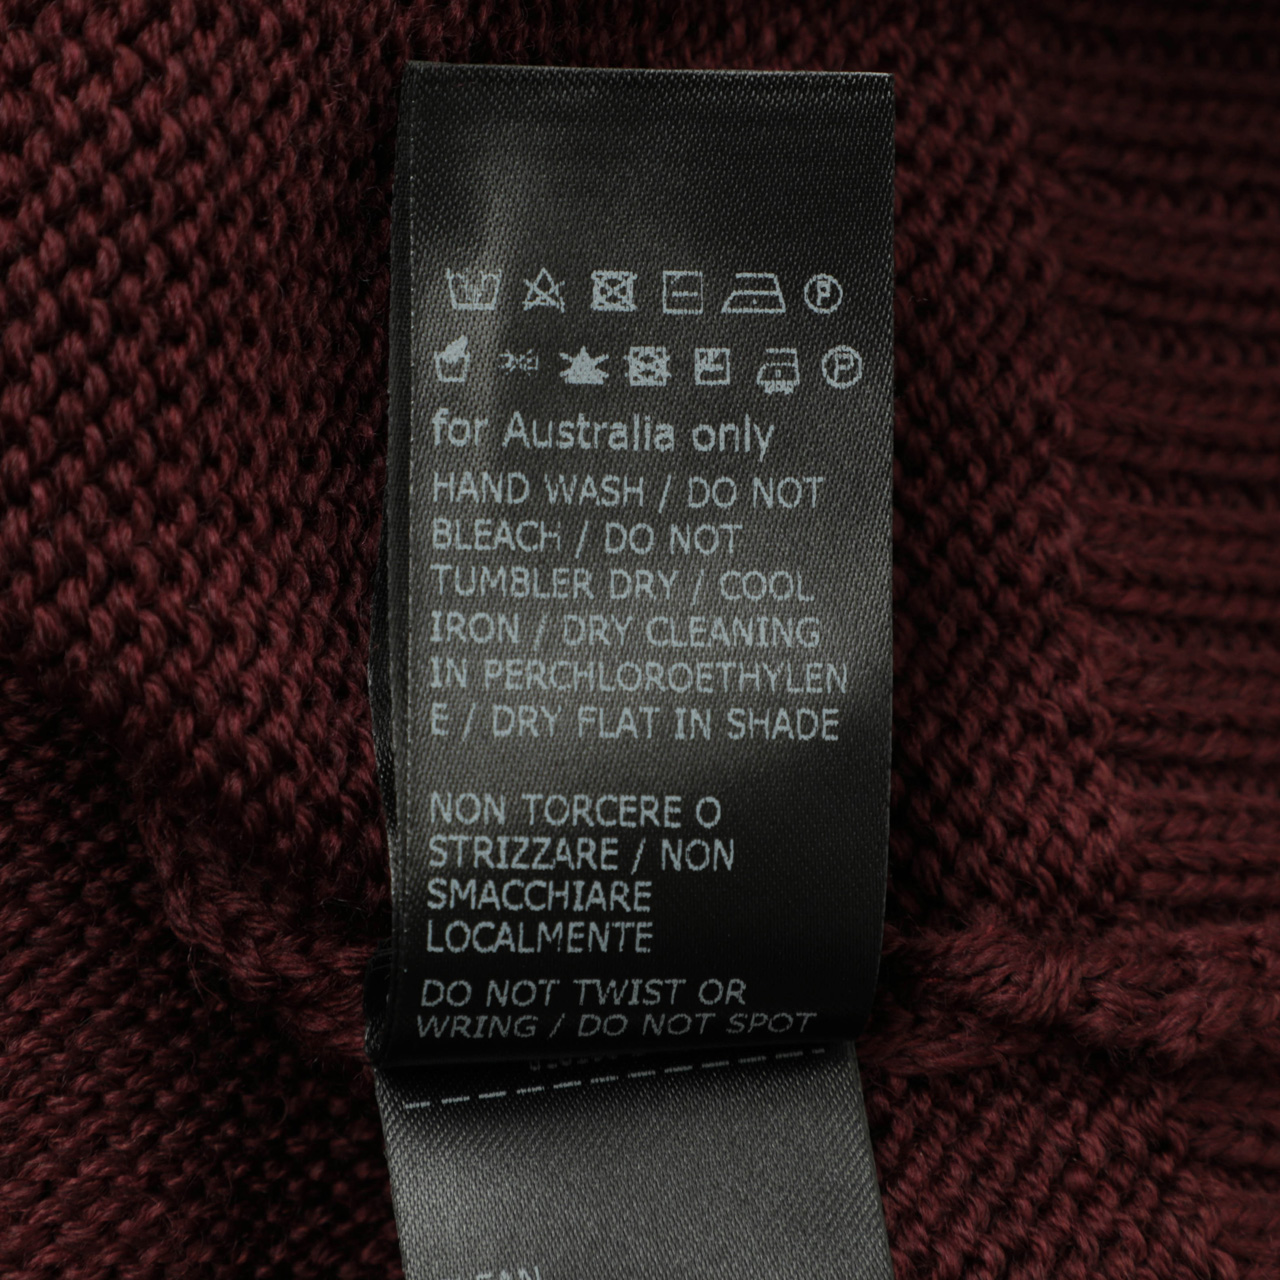 for Australia only
HAND WASH / DO NOT
BLEACH / DO NOT
TUMBLER DRY / COOL
IRON / DRY CLEANING
IN PERCHLOROETHYLEN
E / DRY FLAT IN SHADE
NON TORCERE O
STRIZZARE / NON
SMACCHIARE
LOCALMENTE
DO NOT TWIST OR
WRING / DO NOT SPOT